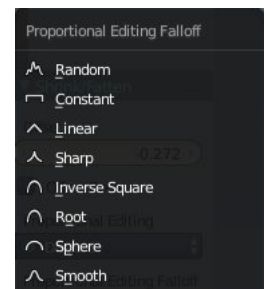 Proportional Editing Falloff
Random
Constant
Linear
Sharp
Inverse Square
Root
Sphere
Smooth